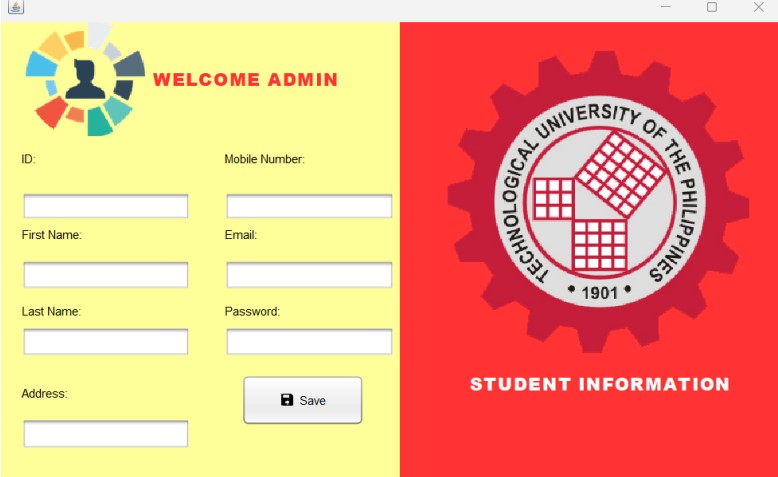 WELCOME ADMIN
ID:
Mobile Number:
First Name:
Email:
Last Name:
Password:
Address:
Save
TECHNOLOGICAL UNIVERSITY OF THE PHILIPPINES
• 1901 •
STUDENT INFORMATION